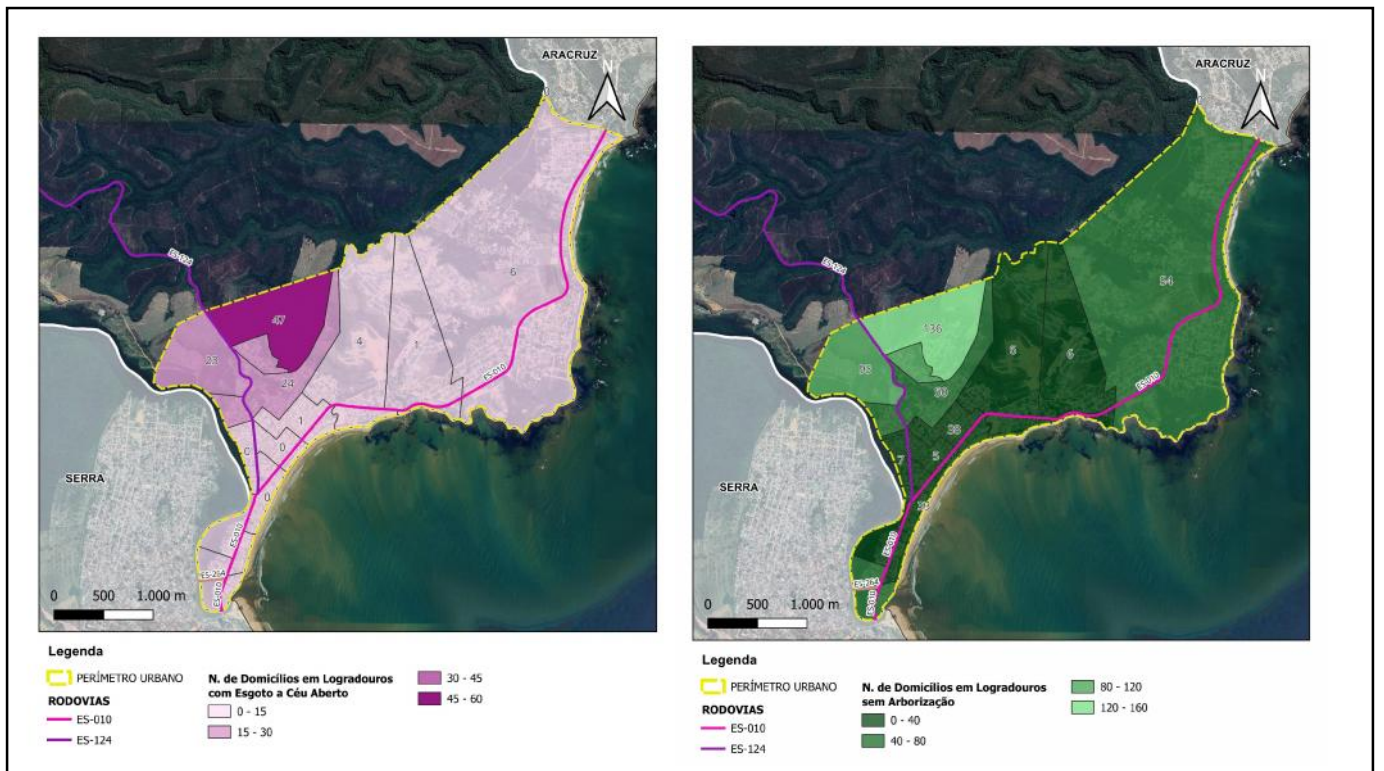 ARACRUZ
N
ES-124
47
6
23
4
1
24
ES-010
1
0
0
SERRA
0
ES-010
ES-264
ES-010
0 500 1.000 m
Legenda
PERÍMETRO URBANO
RODOVIAS
ES-010
ES-124
N. de Domicílios em Logradouros
com Esgoto a Céu Aberto
0 - 15
15 - 30
30 - 45
45 - 60
ARACRUZ
N
ES-124
54
136
6
ES-010
28
5
7
SERRA
ES-010
ES-264
ES-010
0 500 1.000 m
Legenda
PERÍMETRO URBANO
RODOVIAS
ES-010
ES-124
N. de Domicílios em Logradouros
sem Arborização
0 - 40
40 - 80
80 - 120
120 - 160